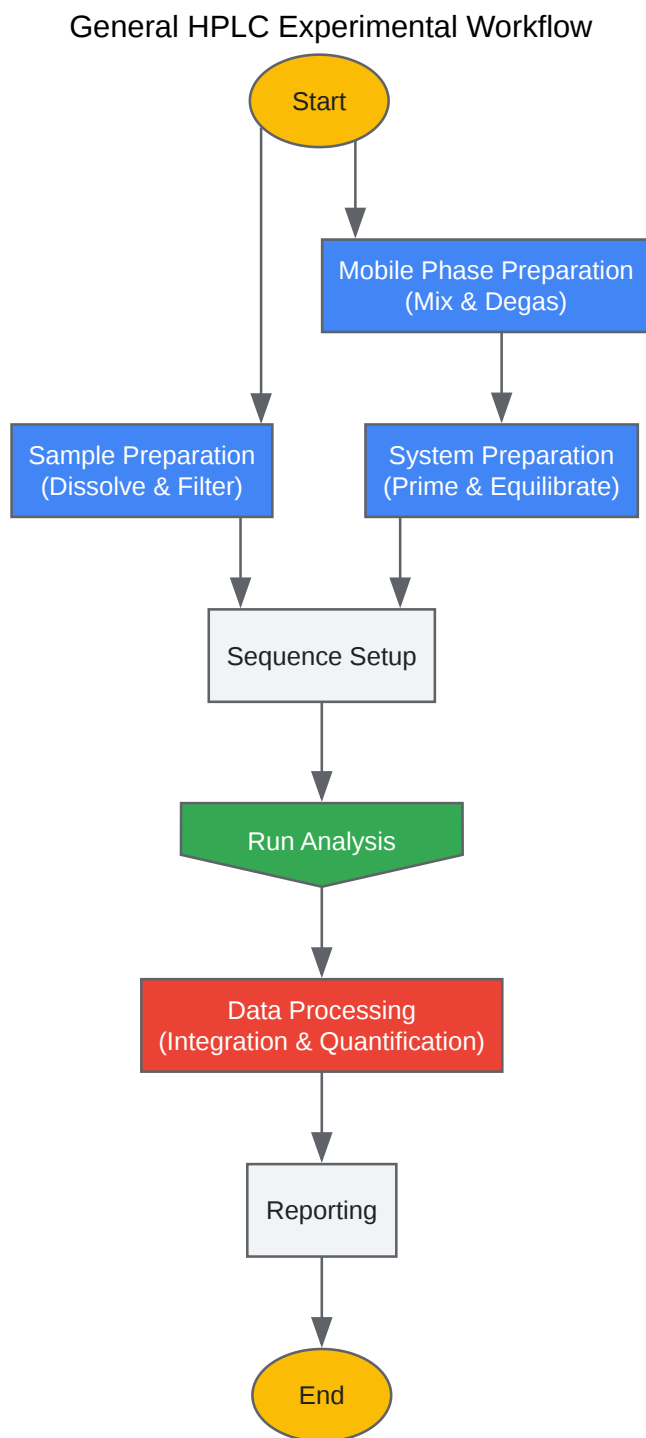 General HPLC Experimental Workflow
Start
Mobile Phase Preparation
(Mix & Degas)
Sample Preparation
(Dissolve & Filter)
System Preparation
(Prime & Equilibrate)
Sequence Setup
Run Analysis
Data Processing
(Integration & Quantification)
Reporting
End